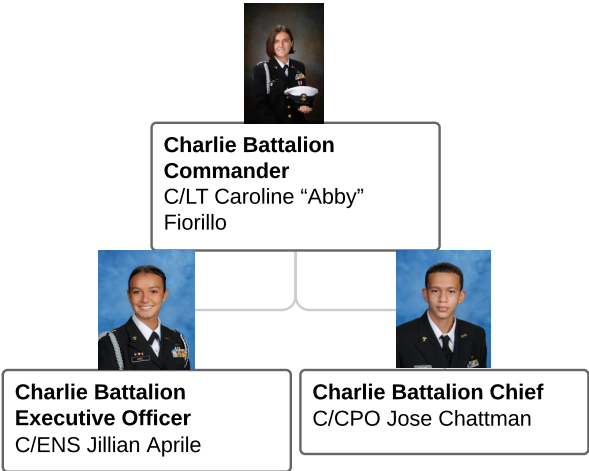 Charlie Battalion
Commander
C/LT Caroline “Abby”
Fiorillo
Charlie Battalion
Executive Officer
C/ENS Jillian Aprile
Charlie Battalion Chief
C/CPO Jose Chattman